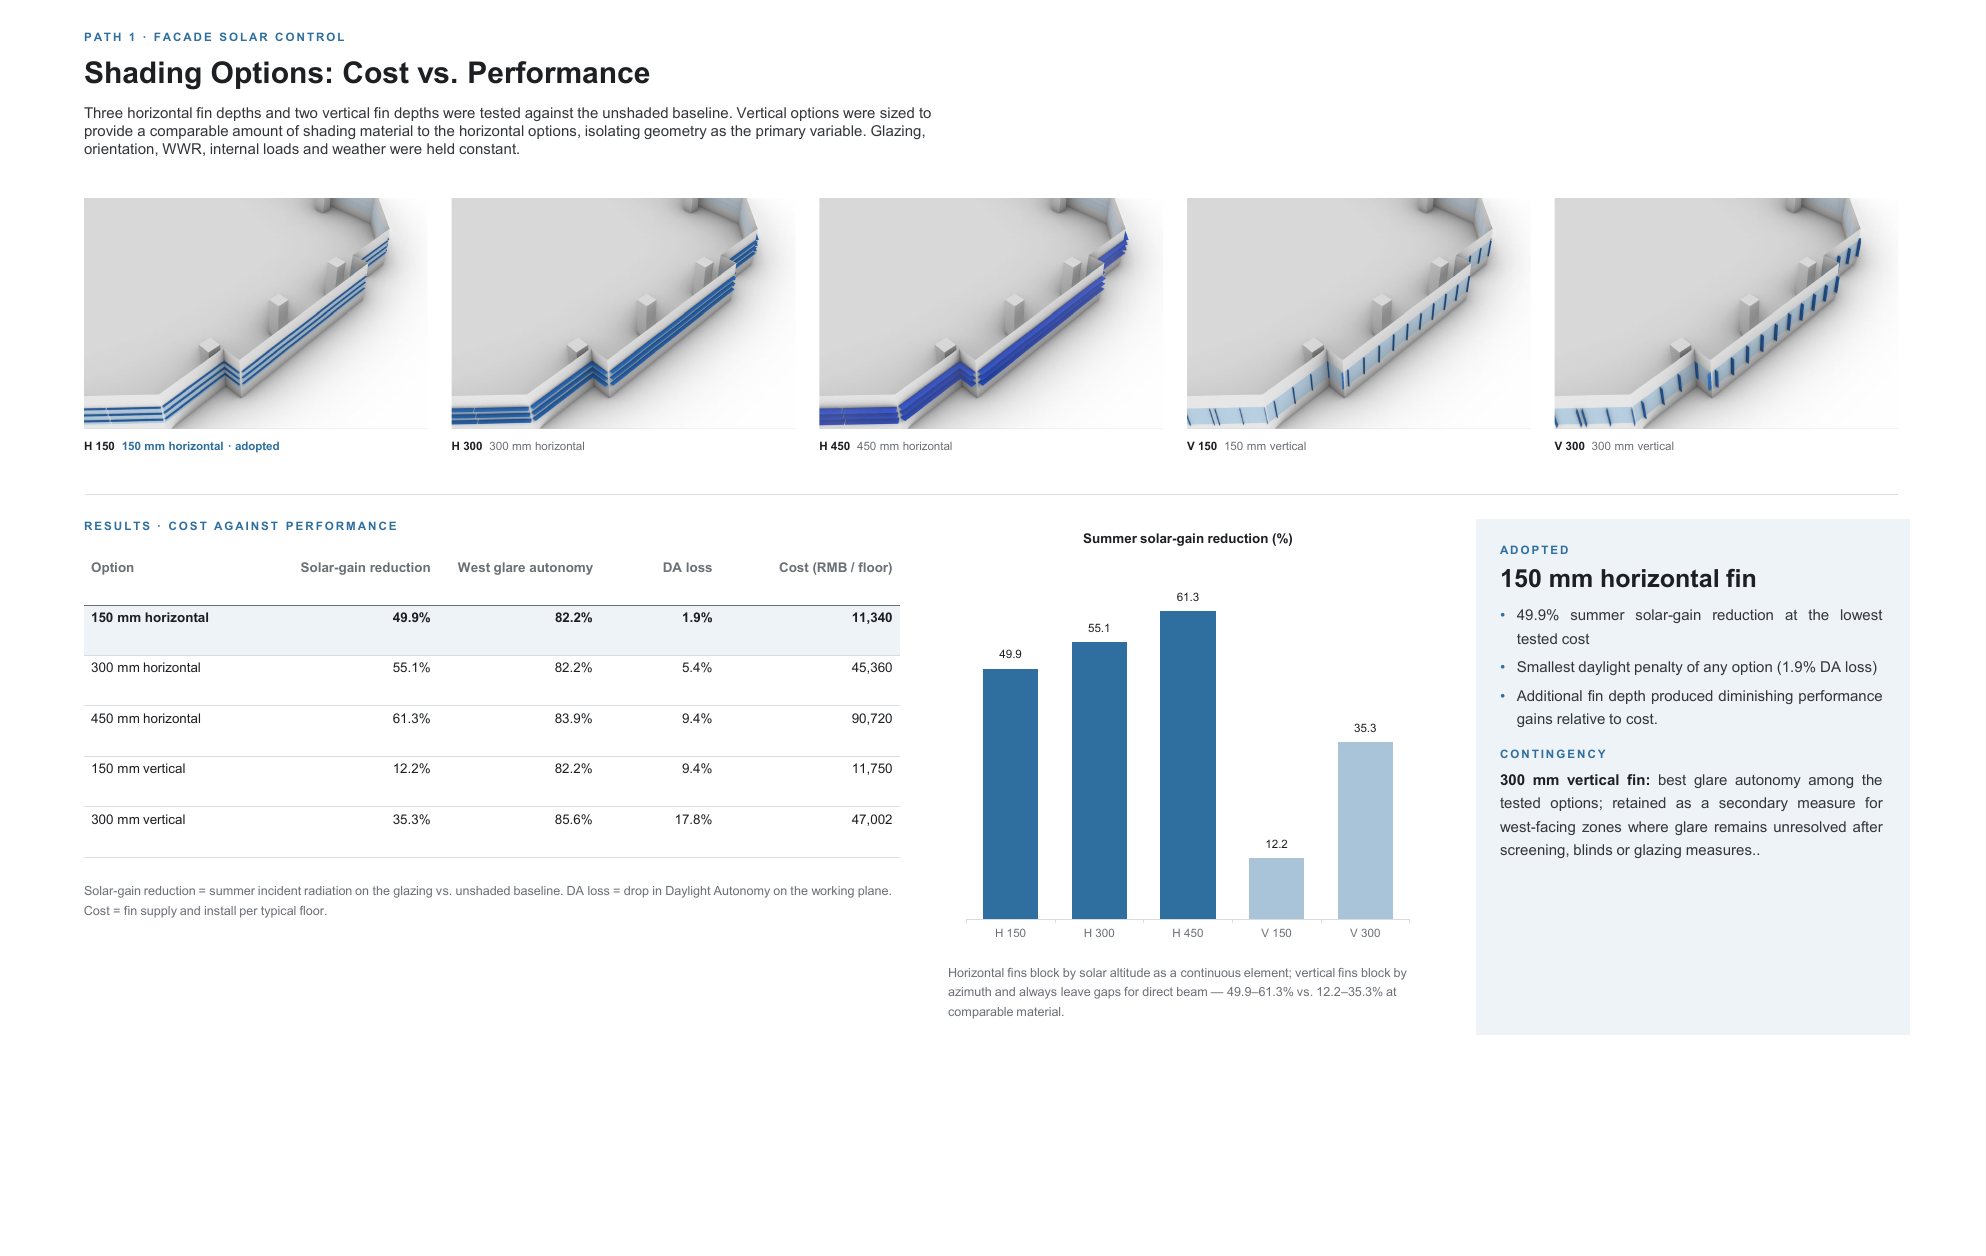 PATH 1 · FACADE SOLAR CONTROL
Shading Options: Cost vs. Performance
Three horizontal fin depths and two vertical fin depths were tested against the unshaded baseline. Vertical options were sized to
provide a comparable amount of shading material to the horizontal options, isolating geometry as the primary variable. Glazing,
orientation, WWR, internal loads and weather were held constant.
H 150 150 mm horizontal · adopted
H 300 300 mm horizontal
H 450 450 mm horizontal
V 150 150 mm vertical
V 300 300 mm vertical
RESULTS · COST AGAINST PERFORMANCE
Option Solar-gain reduction West glare autonomy DA loss Cost (RMB / floor)
150 mm horizontal 49.9% 82.2% 1.9% 11,340
300 mm horizontal 55.1% 82.2% 5.4% 45,360
450 mm horizontal 61.3% 83.9% 9.4% 90,720
150 mm vertical 12.2% 82.2% 9.4% 11,750
300 mm vertical 35.3% 85.6% 17.8% 47,002
Solar-gain reduction = summer incident radiation on the glazing vs. unshaded baseline. DA loss = drop in Daylight Autonomy on the working plane.
Cost = fin supply and install per typical floor.
Summer solar-gain reduction (%)
49.9
55.1
61.3
12.2
35.3
H 150
H 300
H 450
V 150
V 300
Horizontal fins block by solar altitude as a continuous element; vertical fins block by
azimuth and always leave gaps for direct beam — 49.9–61.3% vs. 12.2–35.3% at
comparable material.
ADOPTED
150 mm horizontal fin
• 49.9% summer solar-gain reduction at the lowest
tested cost
• Smallest daylight penalty of any option (1.9% DA loss)
• Additional fin depth produced diminishing performance
gains relative to cost.
CONTINGENCY
300 mm vertical fin: best glare autonomy among the
tested options; retained as a secondary measure for
west-facing zones where glare remains unresolved after
screening, blinds or glazing measures..